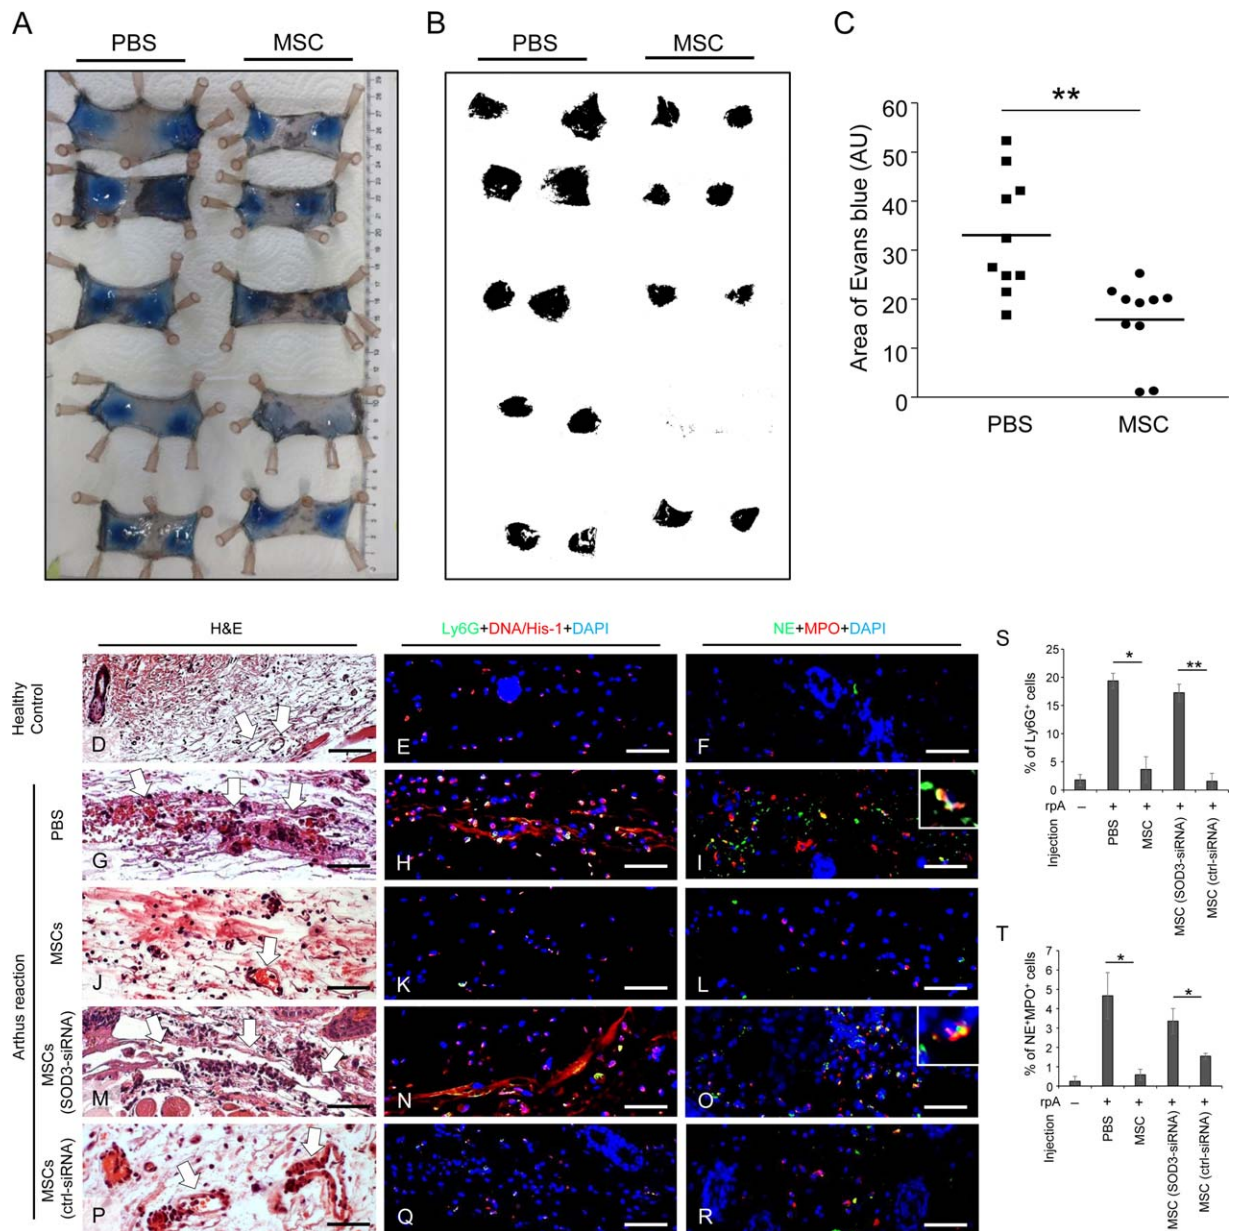 A
PBS
MSC
B
PBS
MSC
C
**
Area of Evans blue (AU)
60
50
40
30
20
10
0
PBS
MSC
H&E
Ly6G+DNA/His-1+DAPI
NE+MPO+DAPI
Healthy
Control
D
E
F
Arthus reaction
PBS
G
H
I
MSCs
J
K
L
MSCs
(SOD3-siRNA)
M
N
O
MSCs
(ctrl-siRNA)
P
Q
R
S
% of Ly6G⁺ cells
25
20
15
10
5
0
*
**
rpA
– + + + +
Injection
PBS
MSC
MSC (SOD3-siRNA)
MSC (ctrl-siRNA)
T
% of NE⁺MPO⁺ cells
7
6
5
4
3
2
1
0
*
*
rpA
– + + + +
Injection
PBS
MSC
MSC (SOD3-siRNA)
MSC (ctrl-siRNA)